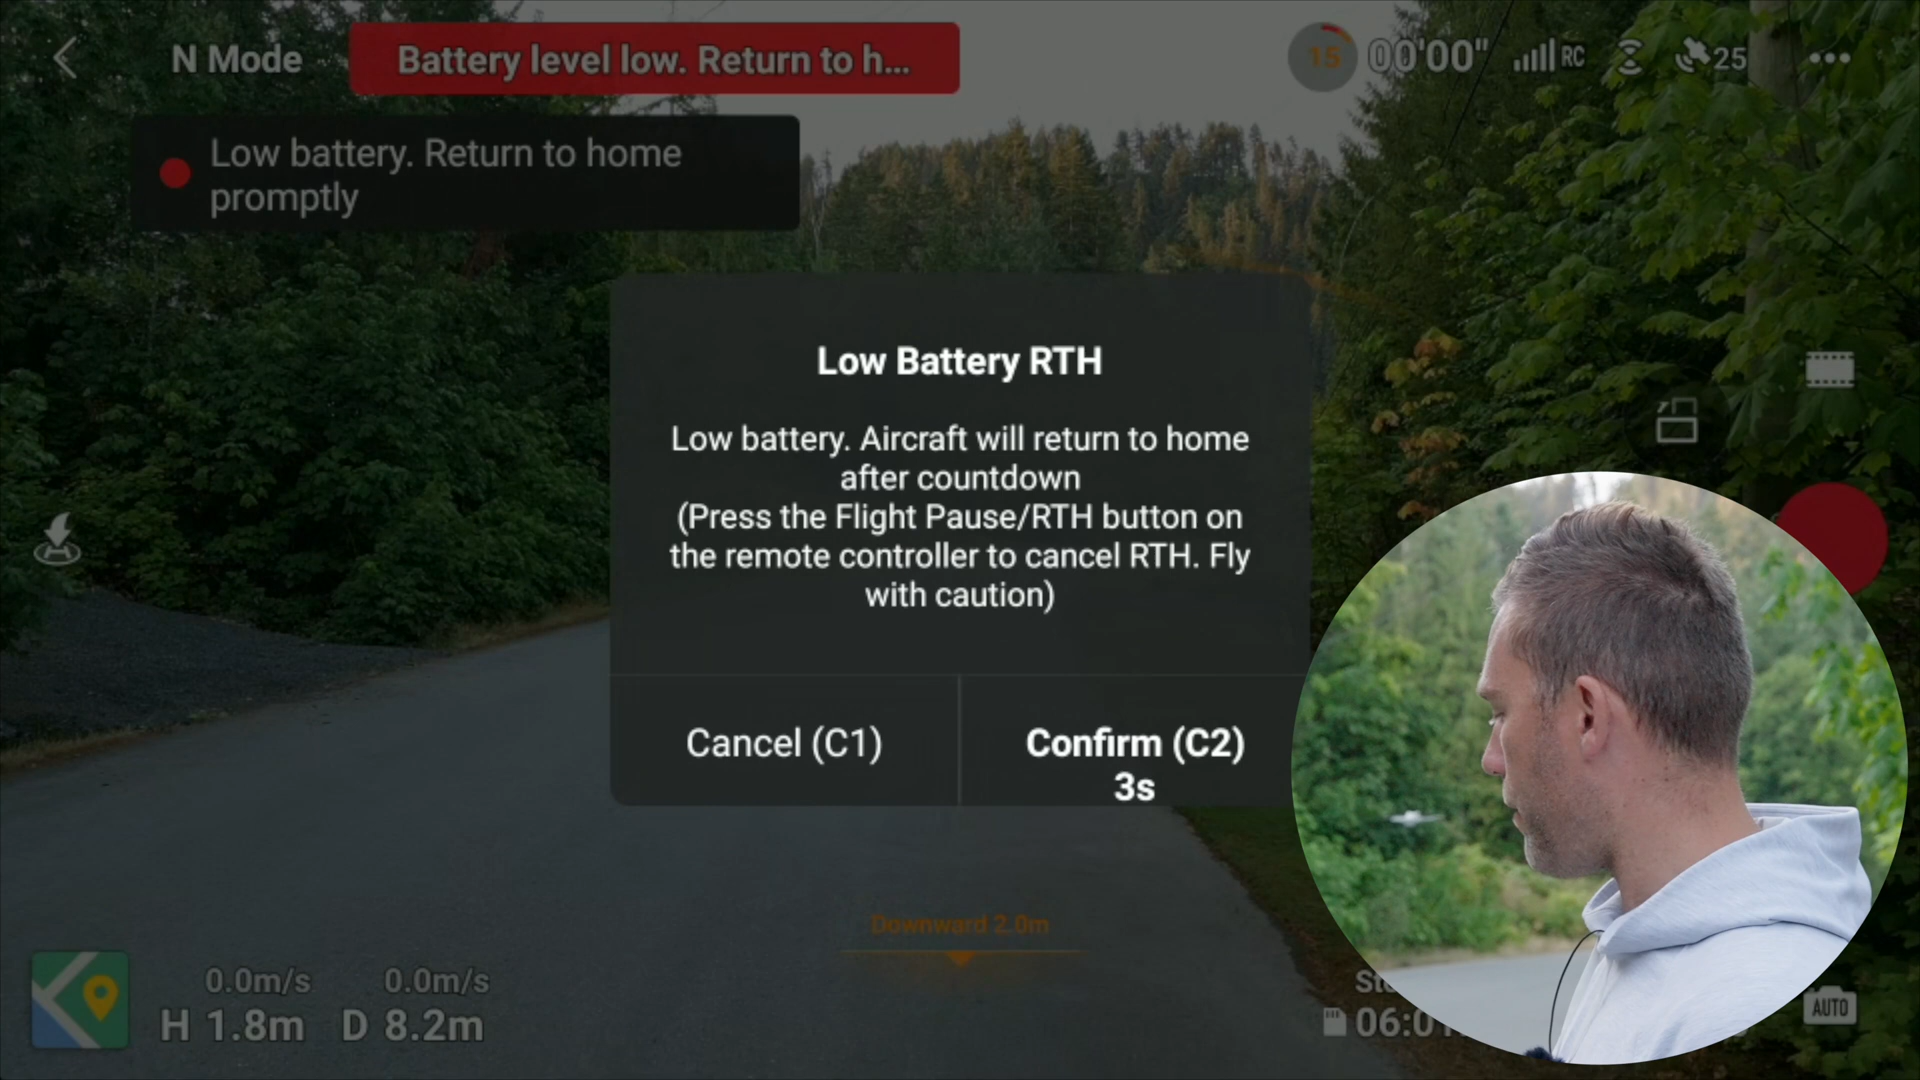 N Mode
Battery level low. Return to h...
15
00'00"
RC
25
Low battery. Return to home
promptly
Low Battery RTH
Low battery. Aircraft will return to home
after countdown
(Press the Flight Pause/RTH button on
the remote controller to cancel RTH. Fly
with caution)
Cancel (C1)
Confirm (C2)
3s
Downward 2.0m
0.0m/s
0.0m/s
H 1.8m
D 8.2m
AUTO